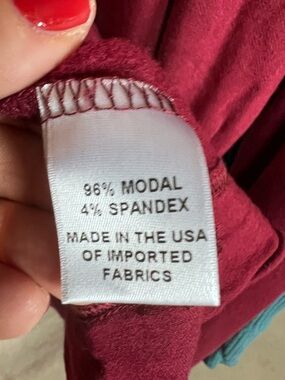 96% MODAL
4% SPANDEX
MADE IN THE USA
OF IMPORTED
FABRICS